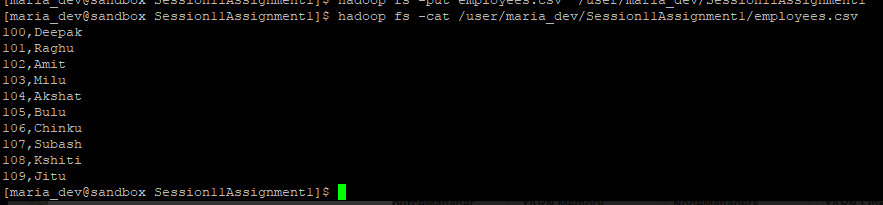 [maria_dev@sandbox Session11Assignment1]$ hadoop fs -put employees.csv /user/maria_dev/Session11Assignment1
[maria_dev@sandbox Session11Assignment1]$ hadoop fs -cat /user/maria_dev/Session11Assignment1/employees.csv
100,Deepak
101,Raghu
102,Amit
103,Milu
104,Akshat
105,Bulu
106,Chinku
107,Subash
108,Kshiti
109,Jitu
[maria_dev@sandbox Session11Assignment1]$